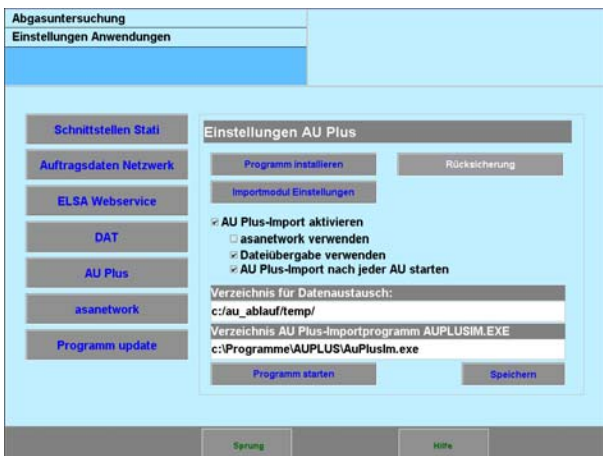 Abgasuntersuchung
Einstellungen Anwendungen
Schnittstellen Stati
Auftragsdaten Netzwerk
ELSA Webservice
DAT
AU Plus
asanetwork
Programm update
Einstellungen AU Plus
Programm installieren
Rücksicherung
Importmodul Einstellungen
AU Plus-Import aktivieren
asanetwork verwenden
Dateiübergabe verwenden
AU Plus-Import nach jeder AU starten
Verzeichnis für Datenaustausch:
c:/au_ablauf/temp/
Verzeichnis AU Plus-Importprogramm AUPLUSIM.EXE
c:\Programme\AUPLUS\AuPlusIm.exe
Programm starten
Speichern
Sprung
Hilfe